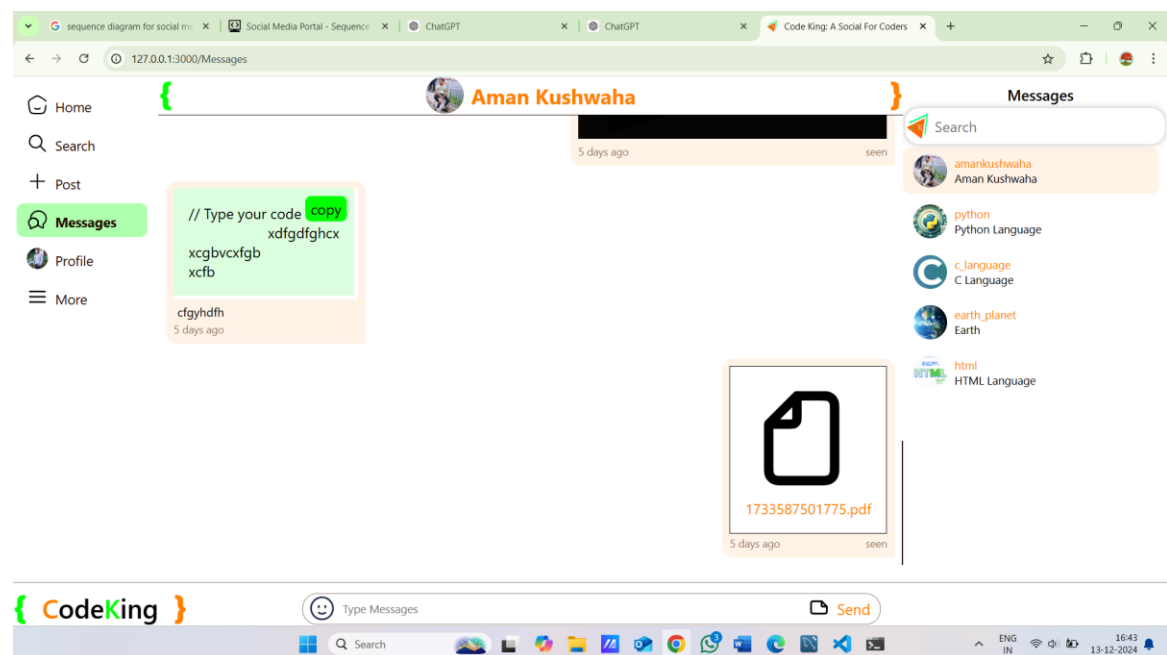 sequence diagram for social me
Social Media Portal - Sequence
ChatGPT
ChatGPT
Code King: A Social For Coders
127.0.0.1:3000/Messages
Home
Search
Post
Messages
Profile
More
{ Aman Kushwaha }
5 days ago seen
// Type your code copy
xdfgdfghcx
xcgbvcxfgb
xcfb
cfgyhdfh
5 days ago
1733587501775.pdf
5 days ago seen
Messages
Search
amankushwaha
Aman Kushwaha
python
Python Language
c_language
C Language
earth_planet
Earth
html
HTML Language
{ CodeKing }
Type Messages Send
Search
3
ENG
IN
16:43
13-12-2024